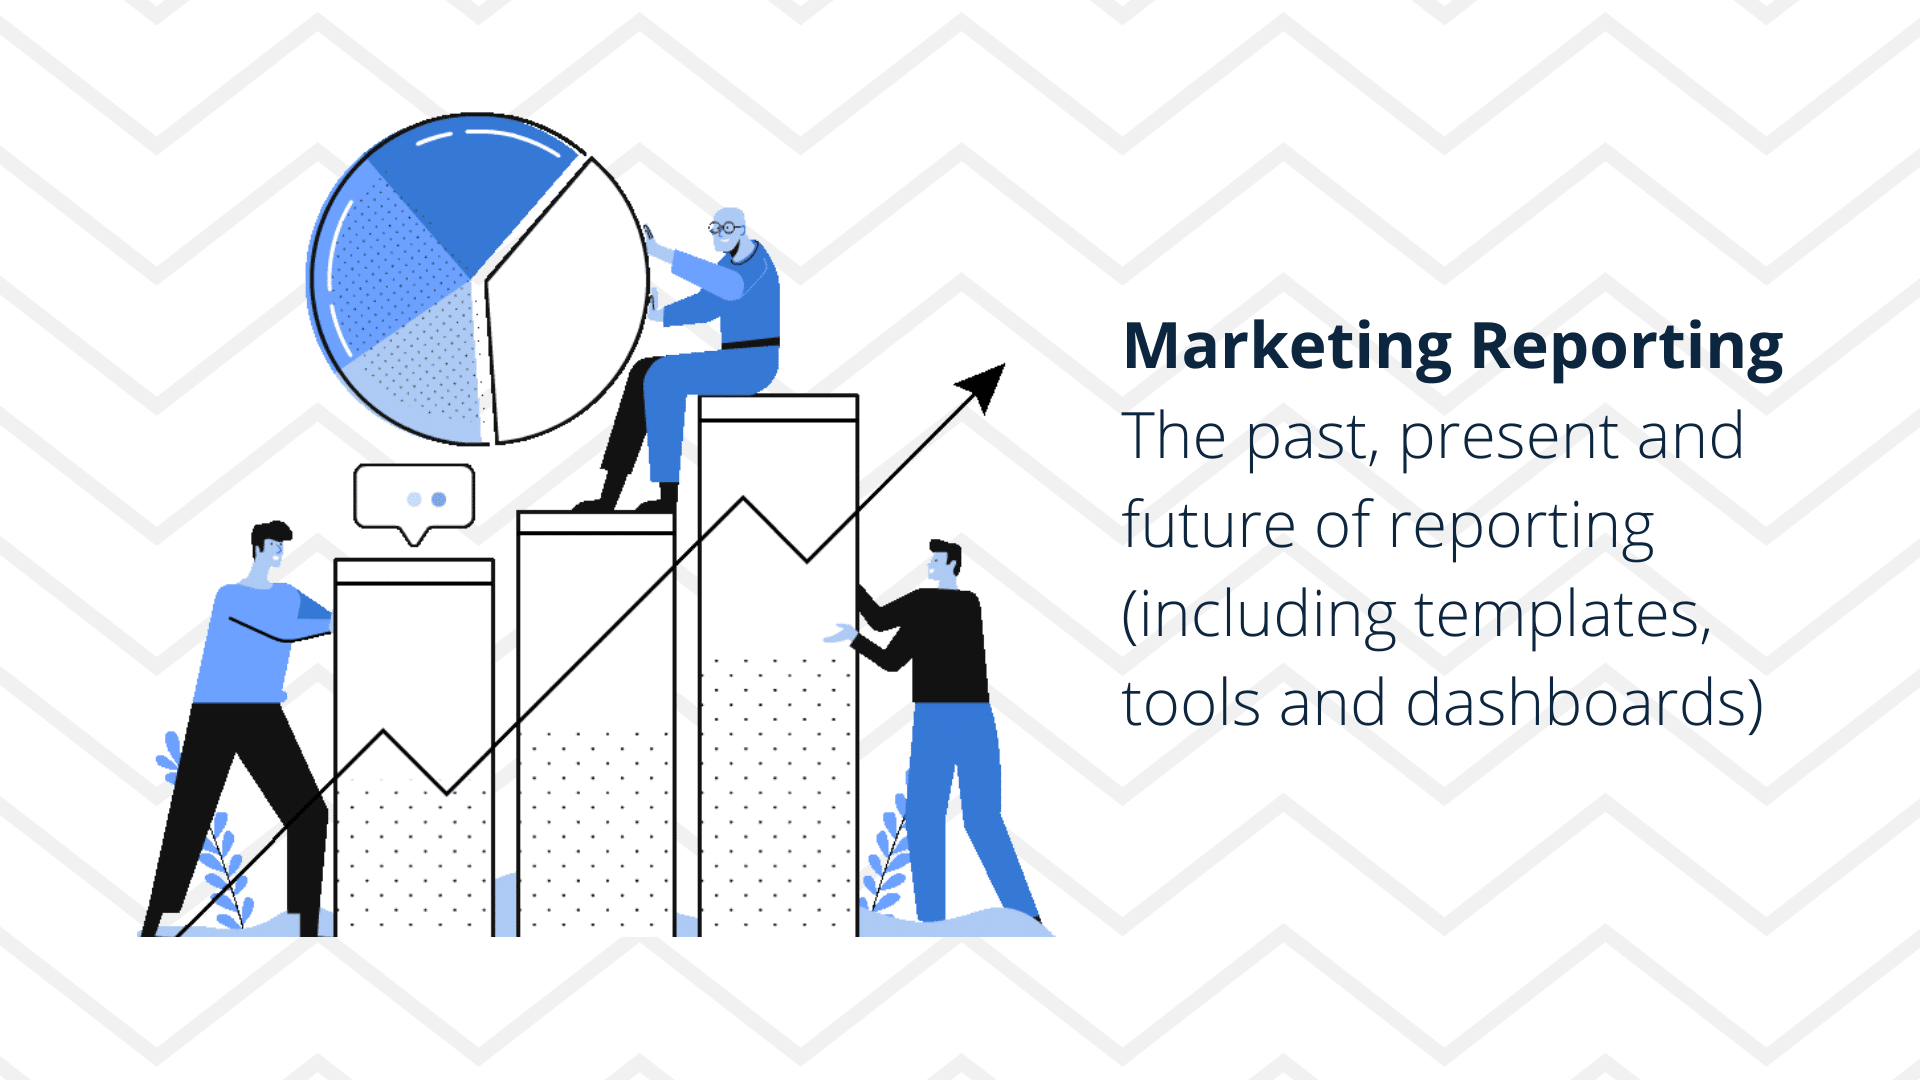 Marketing Reporting
The past, present and
future of reporting
(including templates,
tools and dashboards)